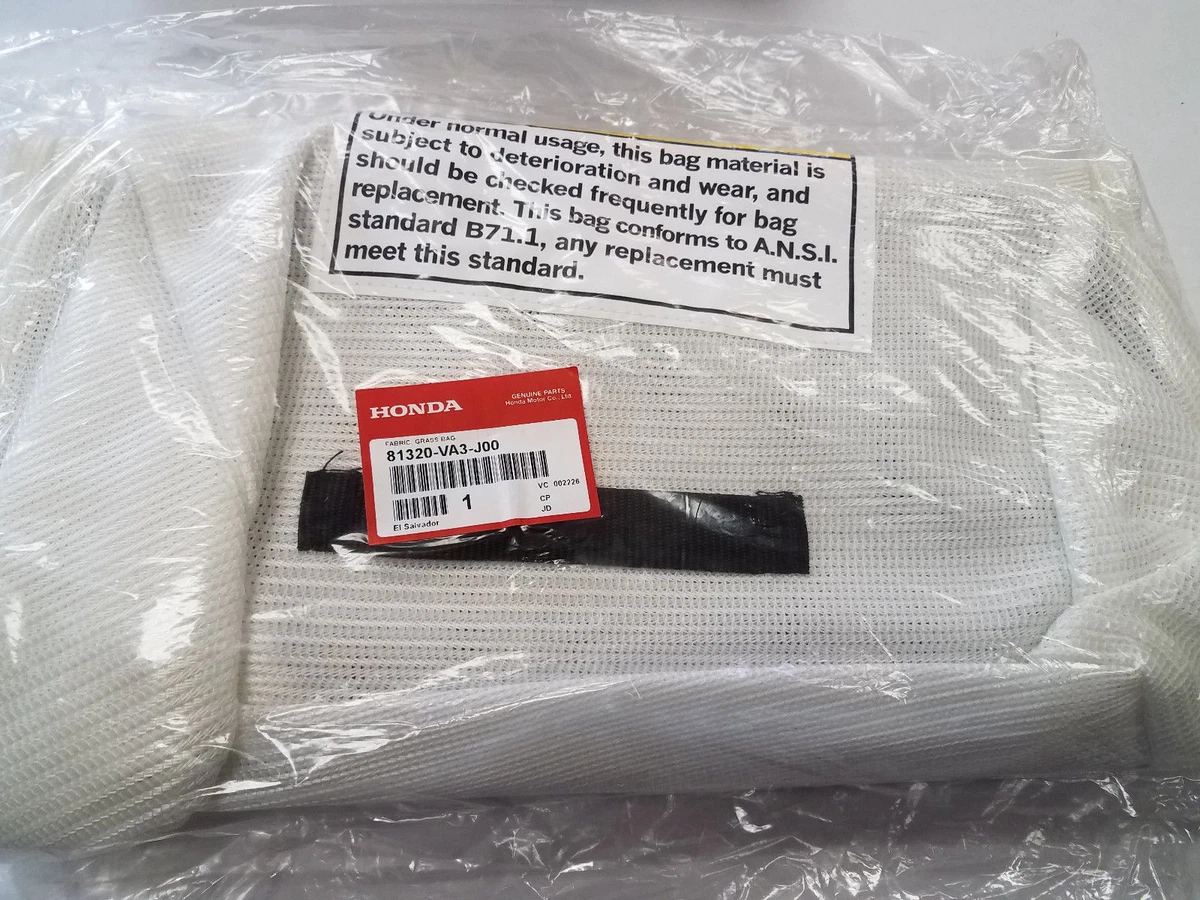 Under normal usage, this bag material is
subject to deterioration and wear, and
should be checked frequently for bag
replacement. This bag conforms to A.N.S.I.
standard B71.1, any replacement must
meet this standard.
HONDA
GENUINE PARTS
Honda Motor Co., Ltd.
FABRIC, GRASS BAG
81320-VA3-J00
VC 002226
1
CP
JD
El Salvador